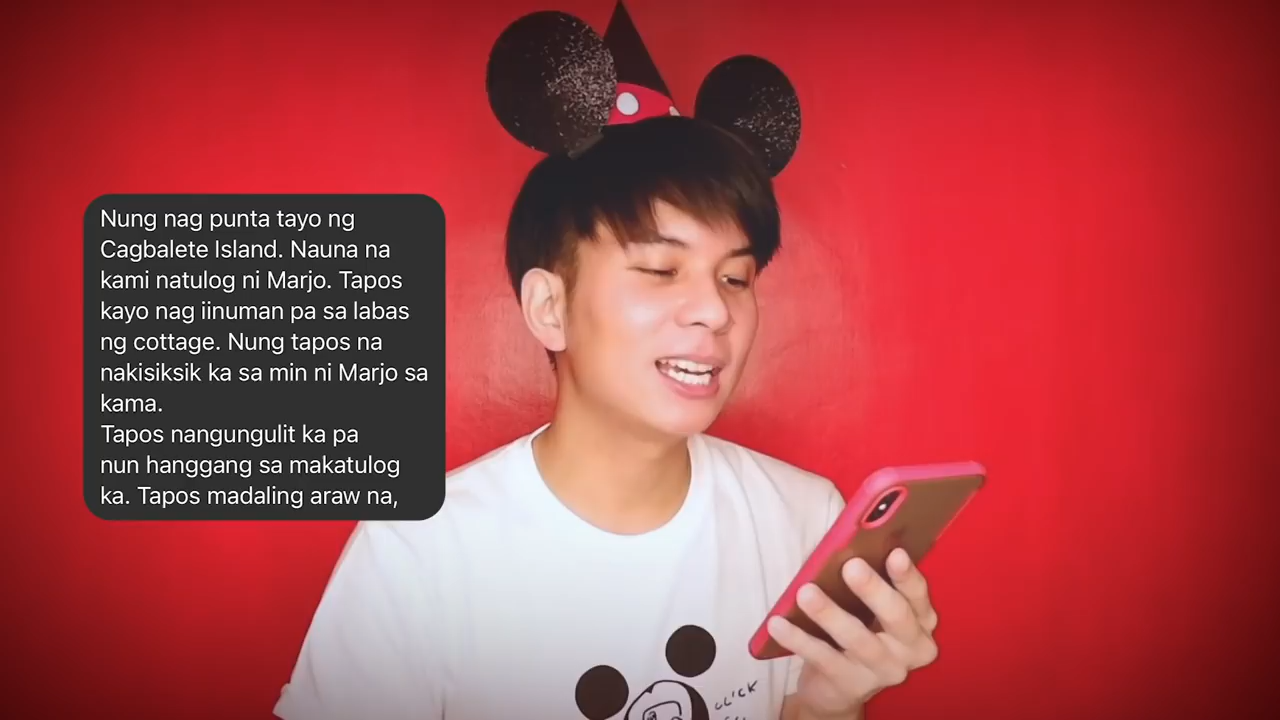 Nung nag punta tayo ng
Cagbalete Island. Nauna na
kami natulog ni Marjo. Tapos
kayo nag iinuman pa sa labas
ng cottage. Nung tapos na
nakisiksik ka sa min ni Marjo sa
kama.
Tapos nangungulit ka pa
nun hanggang sa makatulog
ka. Tapos madaling araw na,
CLICK